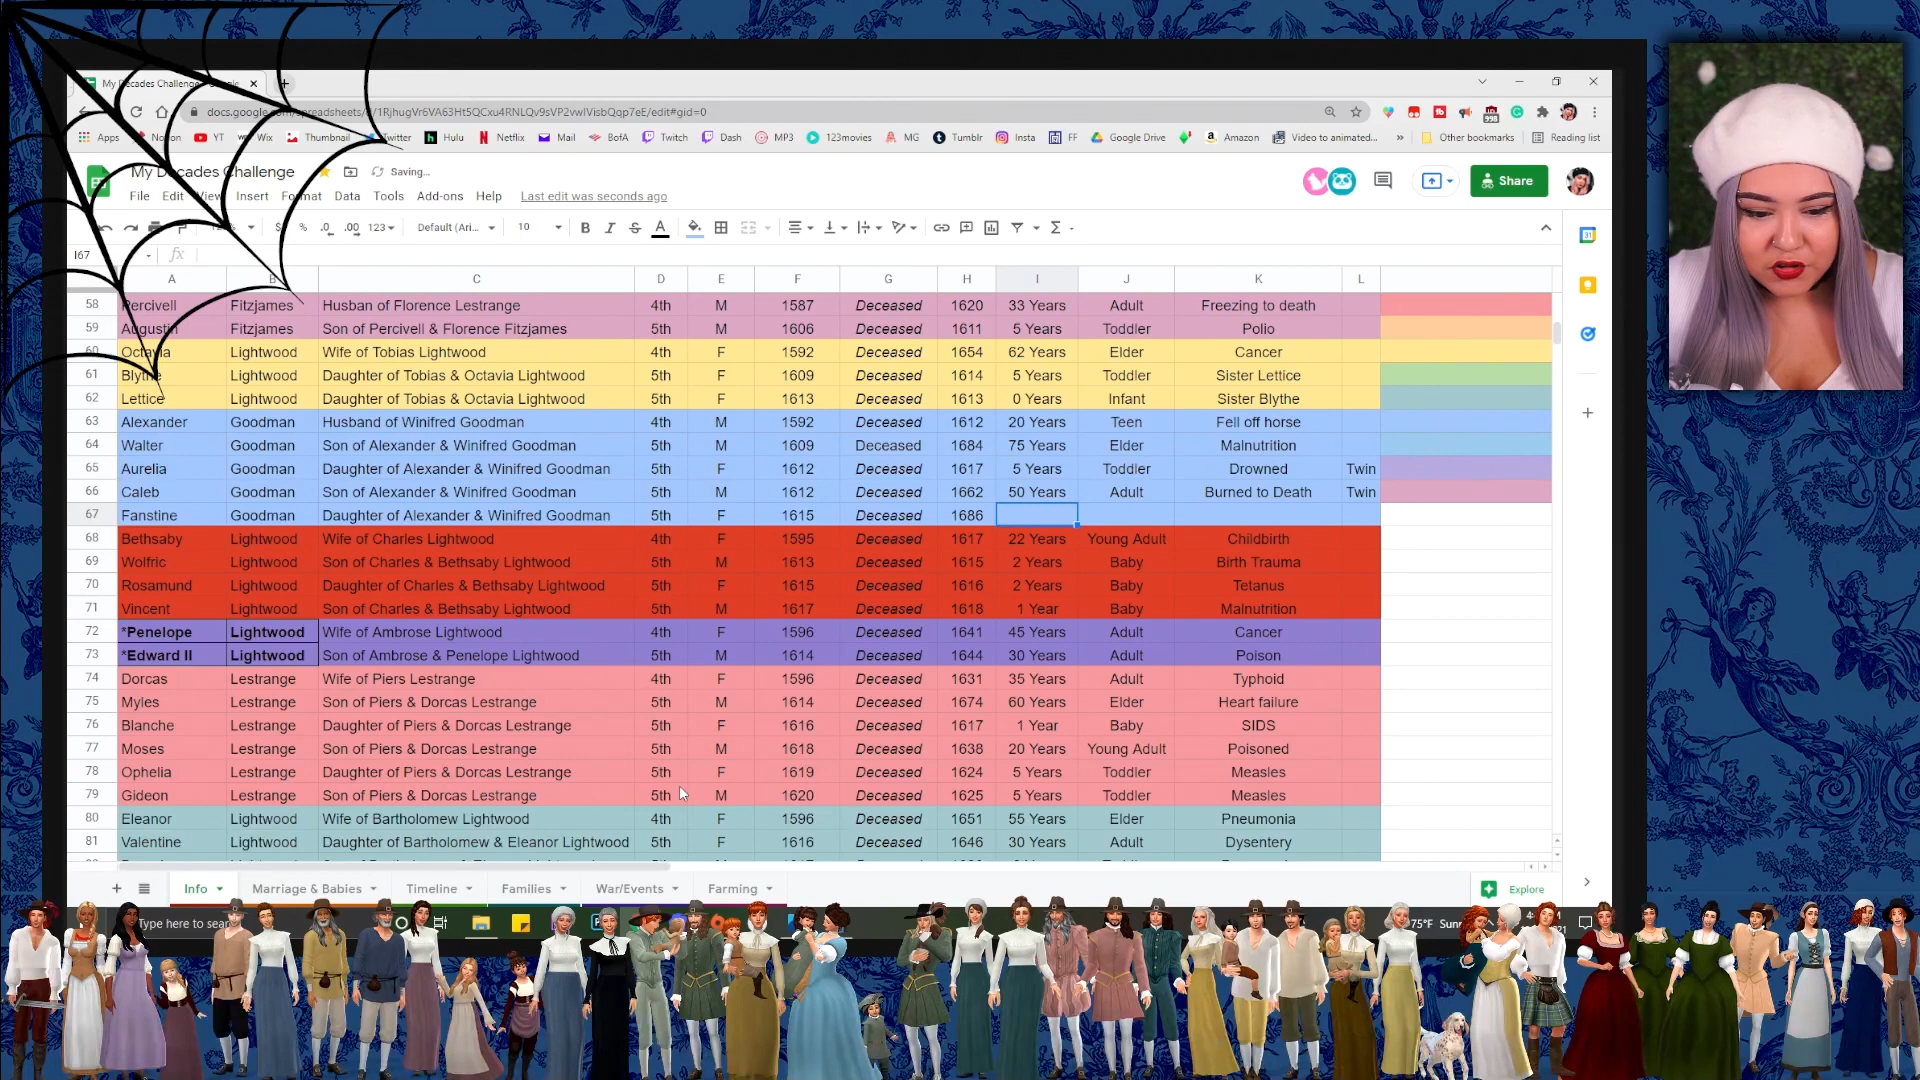 My Decades Challenge - Google
docs.google.com/spreadsheets/d/1RjhugVr6VA63Ht5QCxu4RNLQv9sVP2vwIVisbQqp7eE/edit#gid=0
Apps Notion YT Wix Thumbnail Twitter Hulu Netflix Mail BofA Twitch Dash MP3 123movies MG Tumblr Insta FF Google Drive Amazon Video to animated... » Other bookmarks Reading list
My Decades Challenge Saving...
File Edit View Insert Format Data Tools Add-ons Help Last edit was seconds ago
Share
$ % .0 .00 123 Default (Ari... 10 B I S A
I67 fx
A B C D E F G H I J K L
58 Percivell Fitzjames Husban of Florence Lestrange 4th M 1587 Deceased 1620 33 Years Adult Freezing to death
59 Augustin Fitzjames Son of Percivell & Florence Fitzjames 5th M 1606 Deceased 1611 5 Years Toddler Polio
60 Octavia Lightwood Wife of Tobias Lightwood 4th F 1592 Deceased 1654 62 Years Elder Cancer
61 Blythe Lightwood Daughter of Tobias & Octavia Lightwood 5th F 1609 Deceased 1614 5 Years Toddler Sister Lettice
62 Lettice Lightwood Daughter of Tobias & Octavia Lightwood 5th F 1613 Deceased 1613 0 Years Infant Sister Blythe
63 Alexander Goodman Husband of Winifred Goodman 4th M 1592 Deceased 1612 20 Years Teen Fell off horse
64 Walter Goodman Son of Alexander & Winifred Goodman 5th M 1609 Deceased 1684 75 Years Elder Malnutrition
65 Aurelia Goodman Daughter of Alexander & Winifred Goodman 5th F 1612 Deceased 1617 5 Years Toddler Drowned Twin
66 Caleb Goodman Son of Alexander & Winifred Goodman 5th M 1612 Deceased 1662 50 Years Adult Burned to Death Twin
67 Fanstine Goodman Daughter of Alexander & Winifred Goodman 5th F 1615 Deceased 1686
68 Bethsaby Lightwood Wife of Charles Lightwood 4th F 1595 Deceased 1617 22 Years Young Adult Childbirth
69 Wolfric Lightwood Son of Charles & Bethsaby Lightwood 5th M 1613 Deceased 1615 2 Years Baby Birth Trauma
70 Rosamund Lightwood Daughter of Charles & Bethsaby Lightwood 5th F 1615 Deceased 1616 2 Years Baby Tetanus
71 Vincent Lightwood Son of Charles & Bethsaby Lightwood 5th M 1617 Deceased 1618 1 Year Baby Malnutrition
72 *Penelope Lightwood Wife of Ambrose Lightwood 4th F 1596 Deceased 1641 45 Years Adult Cancer
73 *Edward II Lightwood Son of Ambrose & Penelope Lightwood 5th M 1614 Deceased 1644 30 Years Adult Poison
74 Dorcas Lestrange Wife of Piers Lestrange 4th F 1596 Deceased 1631 35 Years Adult Typhoid
75 Myles Lestrange Son of Piers & Dorcas Lestrange 5th M 1614 Deceased 1674 60 Years Elder Heart failure
76 Blanche Lestrange Daughter of Piers & Dorcas Lestrange 5th F 1616 Deceased 1617 1 Year Baby SIDS
77 Moses Lestrange Son of Piers & Dorcas Lestrange 5th M 1618 Deceased 1638 20 Years Young Adult Poisoned
78 Ophelia Lestrange Daughter of Piers & Dorcas Lestrange 5th F 1619 Deceased 1624 5 Years Toddler Measles
79 Gideon Lestrange Son of Piers & Dorcas Lestrange 5th M 1620 Deceased 1625 5 Years Toddler Measles
80 Eleanor Lightwood Wife of Bartholomew Lightwood 4th F 1596 Deceased 1651 55 Years Elder Pneumonia
81 Valentine Lightwood Daughter of Bartholomew & Eleanor Lightwood 5th F 1616 Deceased 1646 30 Years Adult Dysentery
Info Marriage & Babies Timeline Families War/Events Farming Explore
Type here to sear 75°F Sun